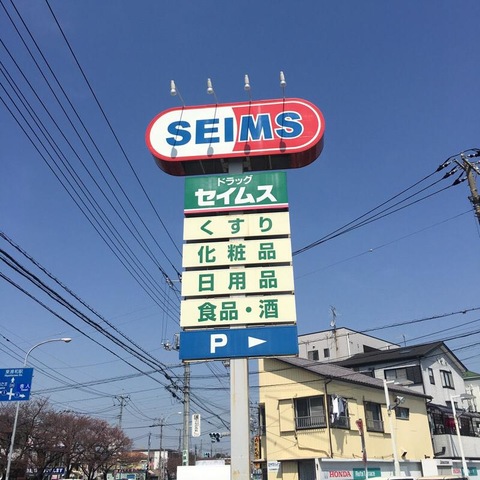 SEIMS
ドラッグ
セイムス
くすり
化粧品
日用品
食品・酒
P
HONDA